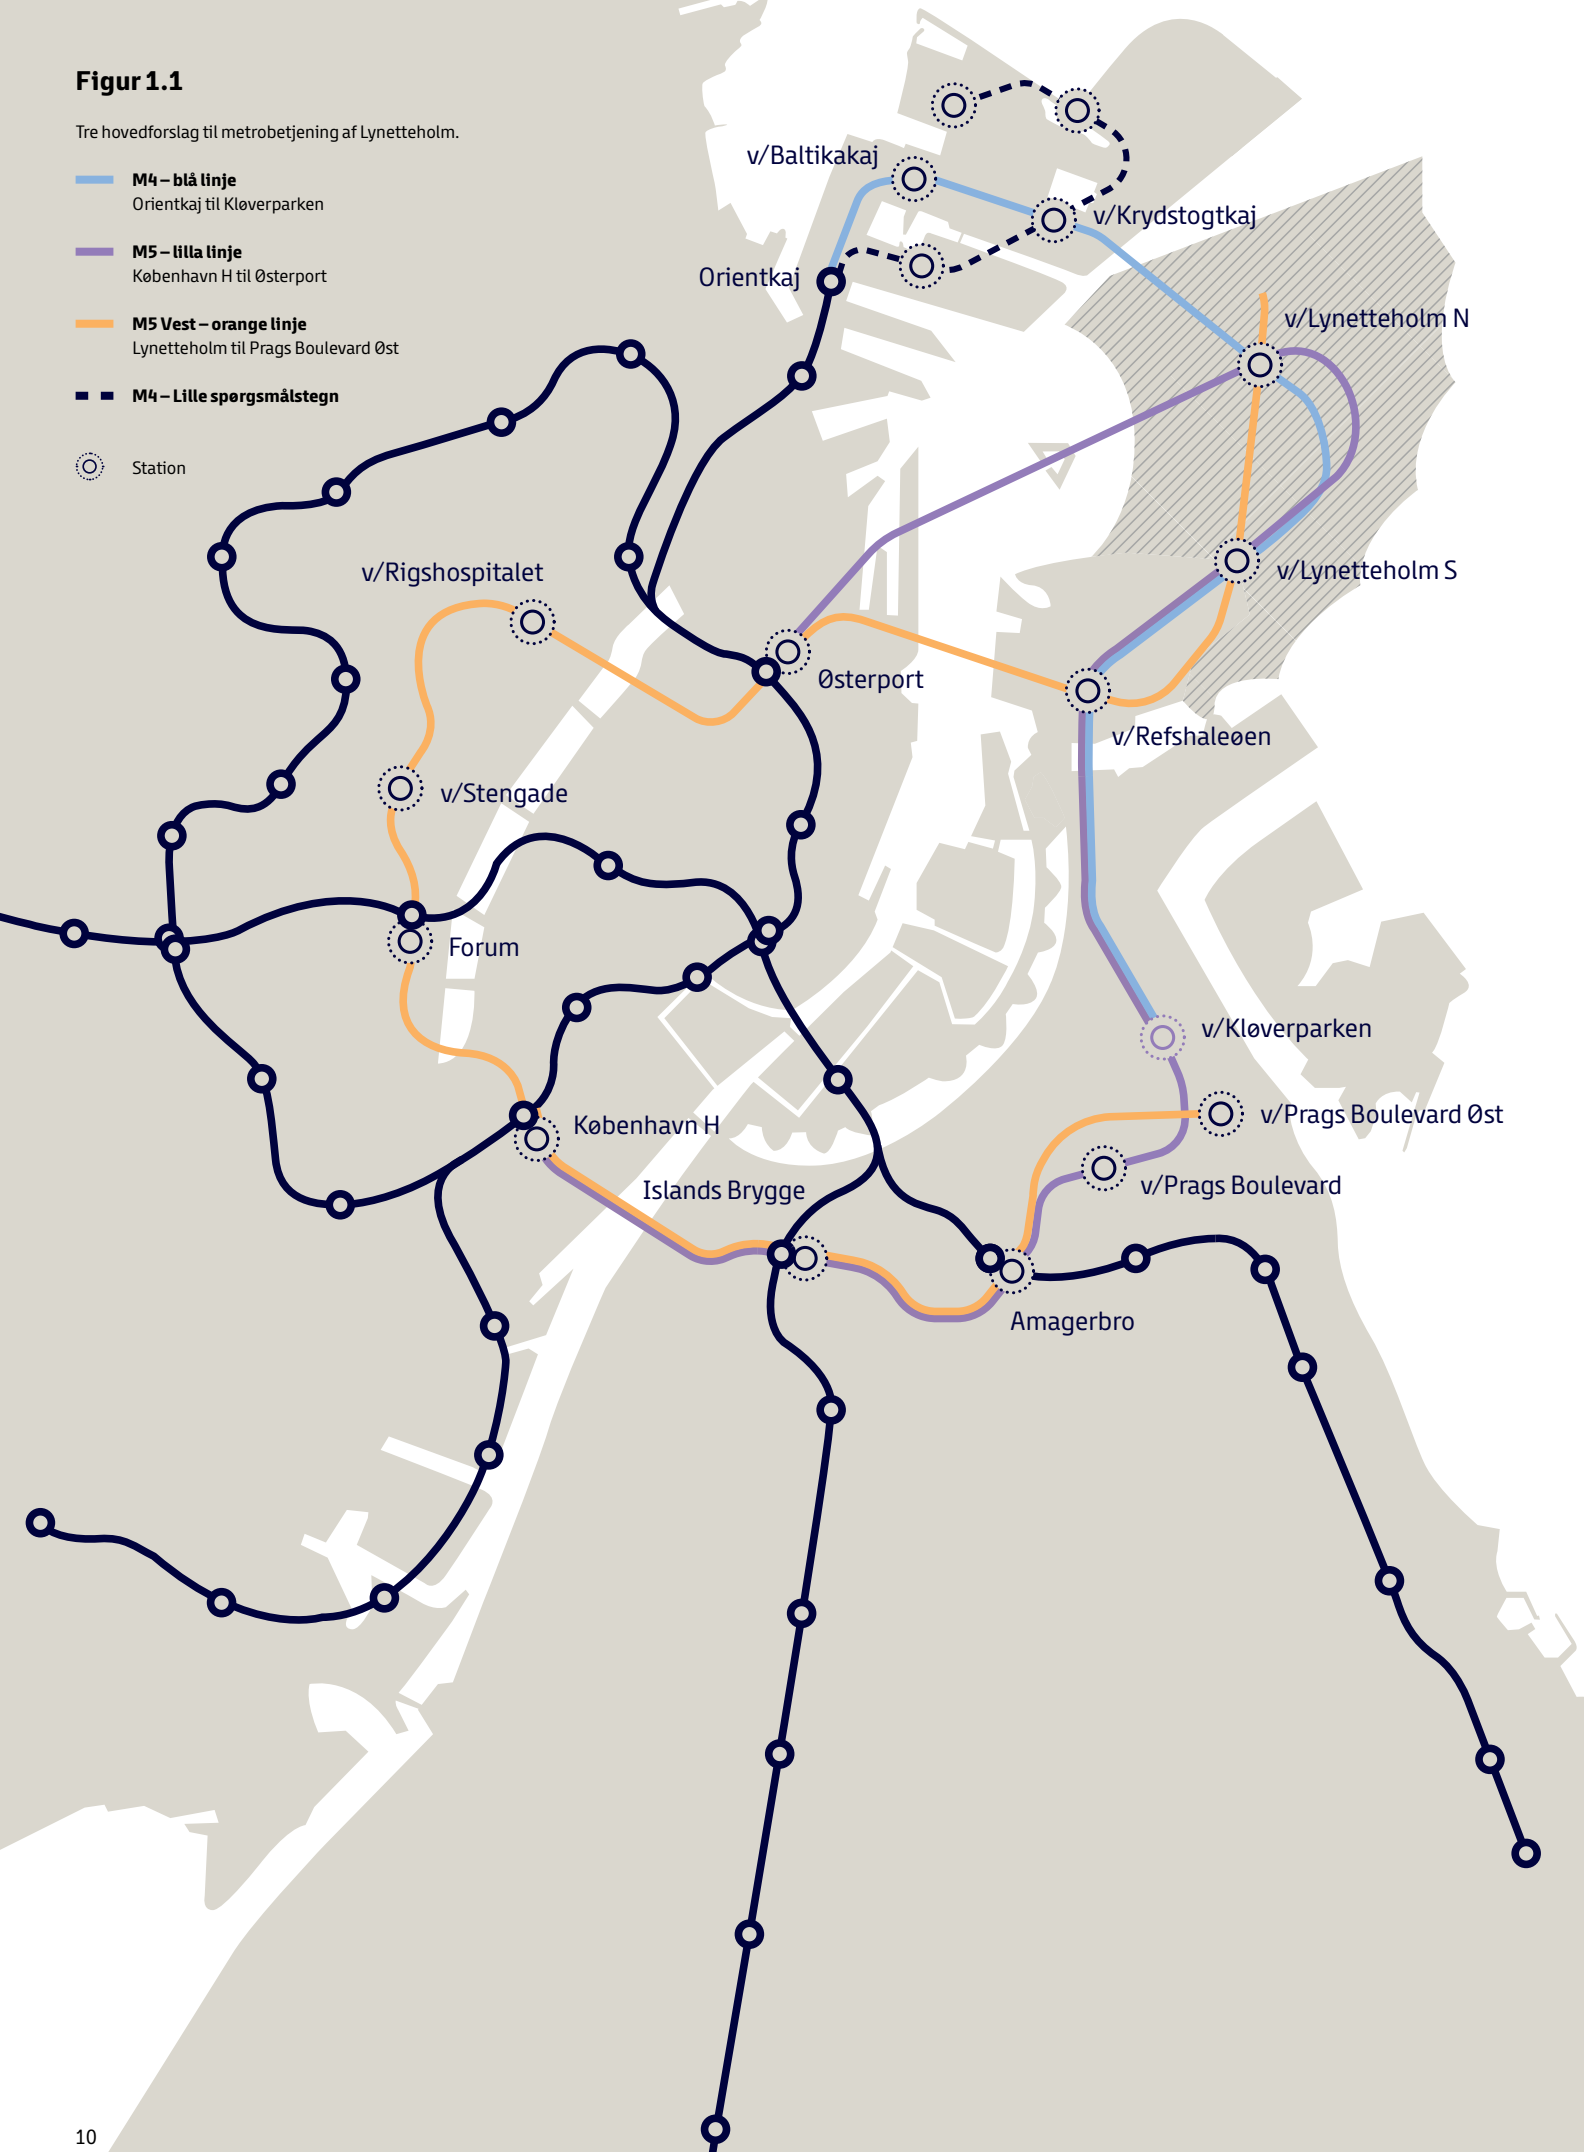 Figur 1.1
Tre hovedforslag til metrobetjening af Lynetteholm.
M4 – blå linje
Orientkaj til Kløverparken
M5 – lilla linje
København H til Østerport
M5 Vest – orange linje
Lynetteholm til Prags Boulevard Øst
M4 – Lille spørgsmålstegn
Station
v/Baltikakaj
v/Krydstogtkaj
Orientkaj
v/Lynetteholm N
v/Rigshospitalet
v/Lynetteholm S
Østerport
v/Refshaleøen
v/Stengade
Forum
v/Kløverparken
København H
v/Prags Boulevard Øst
Islands Brygge
v/Prags Boulevard
Amagerbro
10